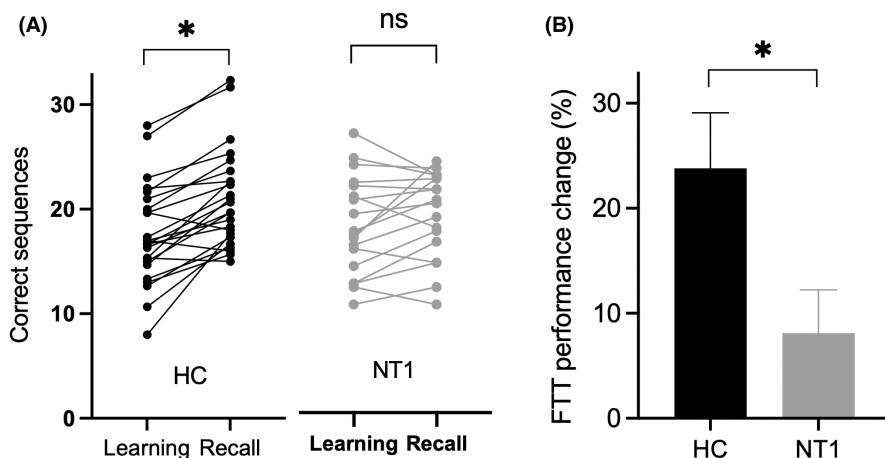 (A)
*
ns
Correct sequences
30
20
10
0
HC
NT1
Learning Recall
Learning Recall
(B)
*
FTT performance change (%)
30
20
10
0
HC
NT1